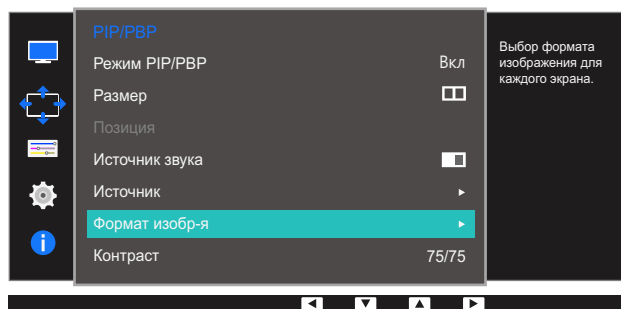 PIP/PBP
Режим PIP/PBP Вкл
Размер
Позиция
Источник звука
Источник
Формат изобр-я
Контраст 75/75
Выбор формата
изображения для
каждого экрана.